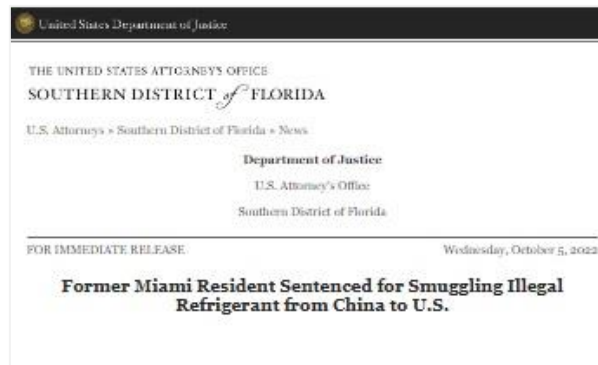 United States Department of Justice
THE UNITED STATES ATTORNEY'S OFFICE
SOUTHERN DISTRICT of FLORIDA
U.S. Attorneys » Southern District of Florida » News
Department of Justice
U.S. Attorney's Office
Southern District of Florida
FOR IMMEDIATE RELEASE Wednesday, October 5, 2022
Former Miami Resident Sentenced for Smuggling Illegal
Refrigerant from China to U.S.